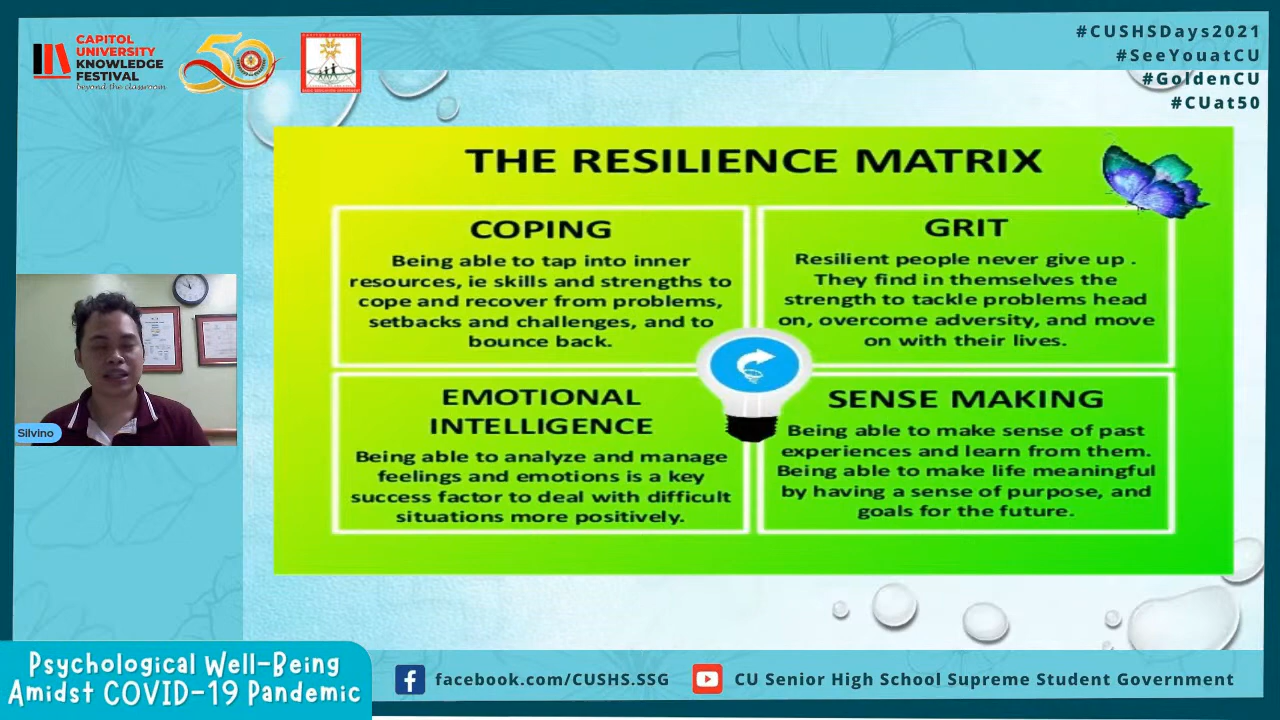 CAPITOL
UNIVERSITY
KNOWLEDGE
FESTIVAL
beyond the classroom
50
#CUSHSDays2021
#SeeYouatCU
#GoldenCU
#CUat50
THE RESILIENCE MATRIX
COPING
Being able to tap into inner
resources, ie skills and strengths to
cope and recover from problems,
setbacks and challenges, and to
bounce back.
GRIT
Resilient people never give up .
They find in themselves the
strength to tackle problems head
on, overcome adversity, and move
on with their lives.
EMOTIONAL
INTELLIGENCE
Being able to analyze and manage
feelings and emotions is a key
success factor to deal with difficult
situations more positively.
SENSE MAKING
Being able to make sense of past
experiences and learn from them.
Being able to make life meaningful
by having a sense of purpose, and
goals for the future.
Silvino
Psychological Well-Being
Amidst COVID-19 Pandemic
facebook.com/CUSHS.SSG
CU Senior High School Supreme Student Government